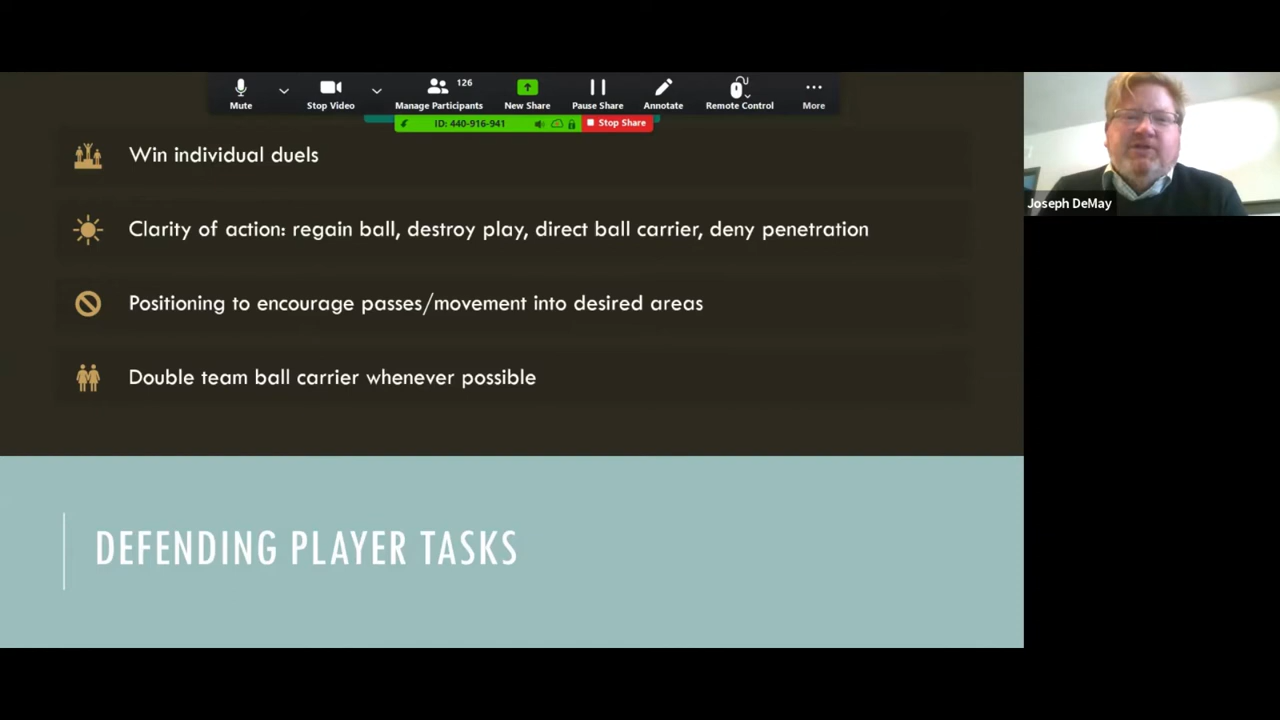 126
Mute
Stop Video
Manage Participants
New Share
Pause Share
Annotate
Remote Control
More
ID: 440-916-941
Stop Share
Win individual duels
Clarity of action: regain ball, destroy play, direct ball carrier, deny penetration
Positioning to encourage passes/movement into desired areas
Double team ball carrier whenever possible
DEFENDING PLAYER TASKS
Joseph DeMay